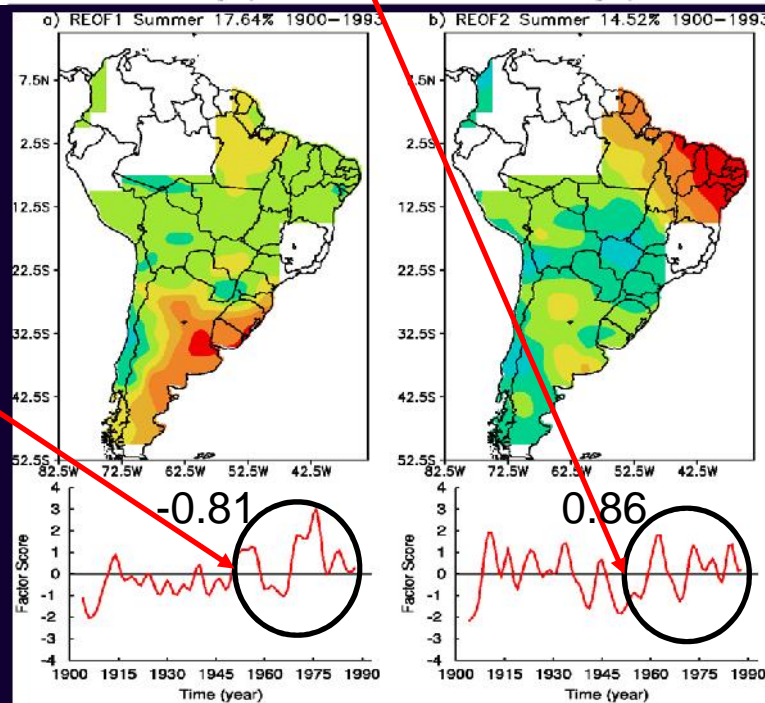 a) REOF1 Summer 17.64% 1900-1993
b) REOF2 Summer 14.52% 1900-1993
7.5N
2.5S
12.5S
22.5S
32.5S
42.5S
52.5S
82.5W 72.5W 62.5W 52.5W 42.5W
7.5N
2.5S
12.5S
22.5S
32.5S
42.5S
52.5S
82.5W 72.5W 62.5W 52.5W 42.5W
-0.81
Factor Score
4
3
2
1
0
-1
-2
-3
-4
1900 1915 1930 1945 1960 1975 1990
Time (year)
0.86
Factor Score
4
3
2
1
0
-1
-2
-3
-4
1900 1915 1930 1945 1960 1975 1990
Time (year)